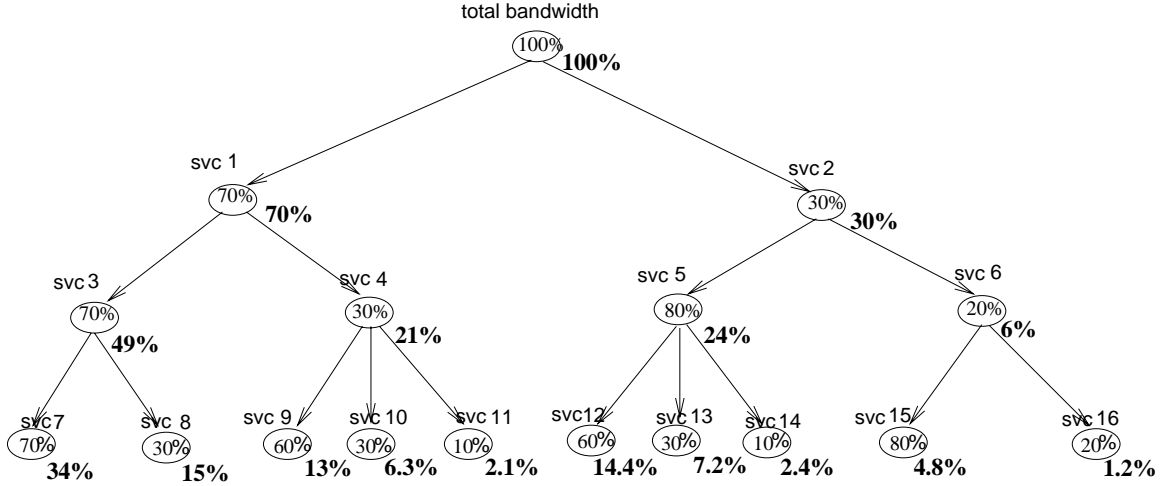 total bandwidth
100%
100%
svc 1
svc 2
70%
70%
30%
30%
svc 3
svc 4
svc 5
svc 6
70%
49%
30%
21%
80%
24%
20%
6%
svc7
svc 8
svc 9
svc 10
svc 11
svc12
svc 13
svc 14
svc 15
svc 16
70%
34%
30%
15%
60%
13%
30%
6.3%
10%
2.1%
60%
14.4%
30%
7.2%
10%
2.4%
80%
4.8%
20%
1.2%